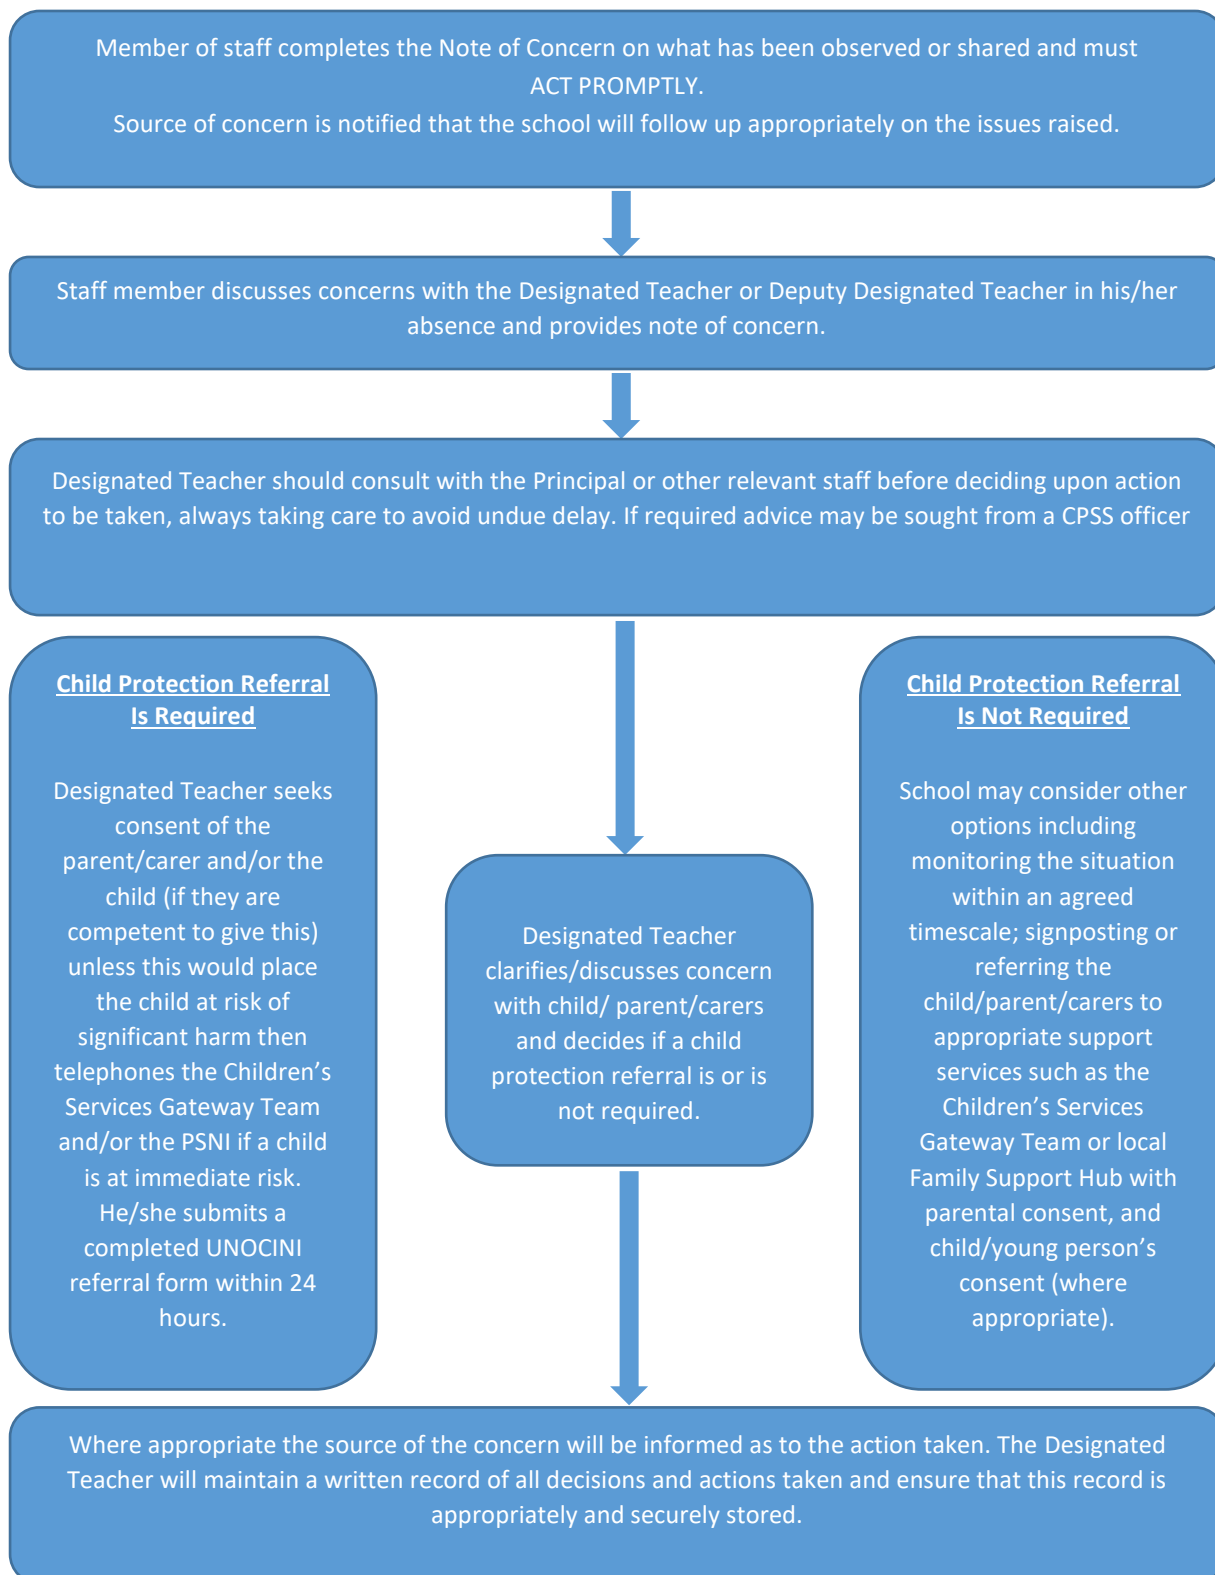 Member of staff completes the Note of Concern on what has been observed or shared and must
ACT PROMPTLY.
Source of concern is notified that the school will follow up appropriately on the issues raised.
Staff member discusses concerns with the Designated Teacher or Deputy Designated Teacher in his/her
absence and provides note of concern.
Designated Teacher should consult with the Principal or other relevant staff before deciding upon action
to be taken, always taking care to avoid undue delay. If required advice may be sought from a CPSS officer
Child Protection Referral
Is Required
Designated Teacher seeks
consent of the
parent/carer and/or the
child (if they are
competent to give this)
unless this would place
the child at risk of
significant harm then
telephones the Children’s
Services Gateway Team
and/or the PSNI if a child
is at immediate risk.
He/she submits a
completed UNOCINI
referral form within 24
hours.
Designated Teacher
clarifies/discusses concern
with child/ parent/carers
and decides if a child
protection referral is or is
not required.
Child Protection Referral
Is Not Required
School may consider other
options including
monitoring the situation
within an agreed
timescale; signposting or
referring the
child/parent/carers to
appropriate support
services such as the
Children’s Services
Gateway Team or local
Family Support Hub with
parental consent, and
child/young person’s
consent (where
appropriate).
Where appropriate the source of the concern will be informed as to the action taken. The Designated
Teacher will maintain a written record of all decisions and actions taken and ensure that this record is
appropriately and securely stored.